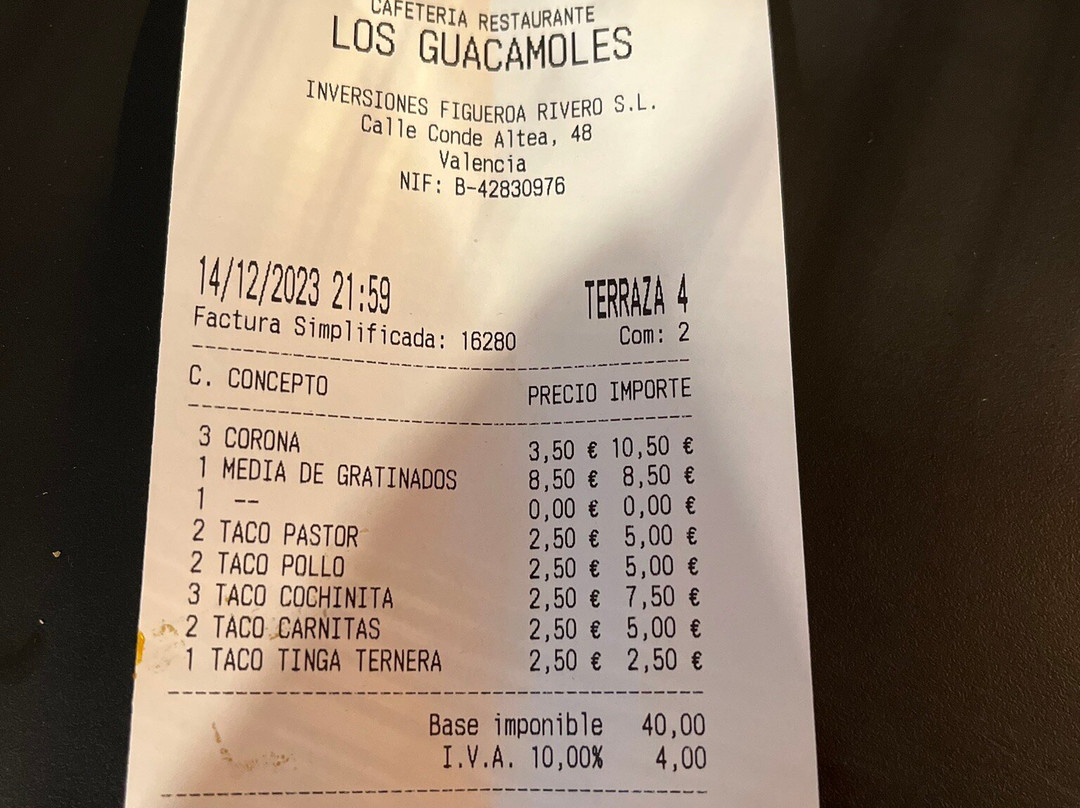 CAFETERIA RESTAURANTE
LOS GUACAMOLES
INVERSIONES FIGUEROA RIVERO S.L.
Calle Conde Altea, 48
Valencia
NIF: B-42830976
14/12/2023 21:59 TERRAZA 4
Factura Simplificada: 16280 Com: 2
C. CONCEPTO PRECIO IMPORTE
3 CORONA 3,50 € 10,50 €
1 MEDIA DE GRATINADOS 8,50 € 8,50 €
1 -- 0,00 € 0,00 €
2 TACO PASTOR 2,50 € 5,00 €
2 TACO POLLO 2,50 € 5,00 €
3 TACO COCHINITA 2,50 € 7,50 €
2 TACO CARNITAS 2,50 € 5,00 €
1 TACO TINGA TERNERA 2,50 € 2,50 €
Base imponible 40,00
I.V.A. 10,00% 4,00